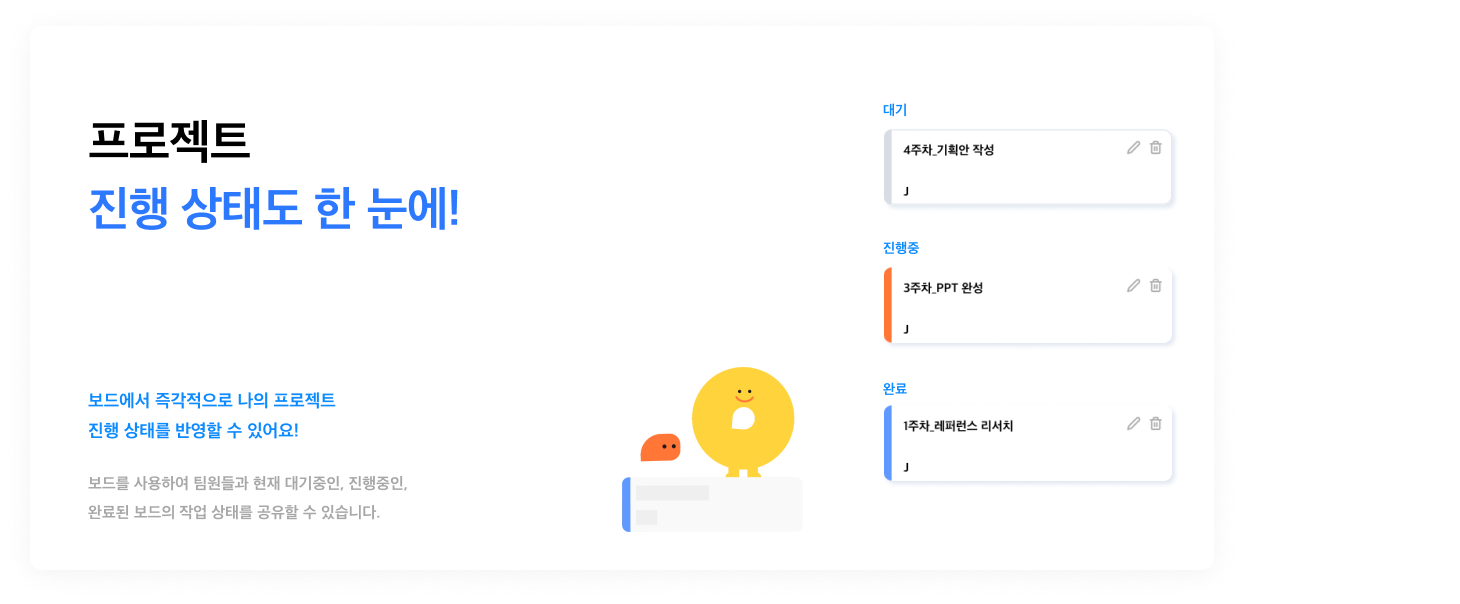 프로젝트
진행 상태도 한 눈에!
보드에서 즉각적으로 나의 프로젝트
진행 상태를 반영할 수 있어요!
보드를 사용하여 팀원들과 현재 대기중인, 진행중인,
완료된 보드의 작업 상태를 공유할 수 있습니다.
대기
4주차_기획안 작성
J
진행중
3주차_PPT 완성
J
완료
1주차_레퍼런스 리서치
J